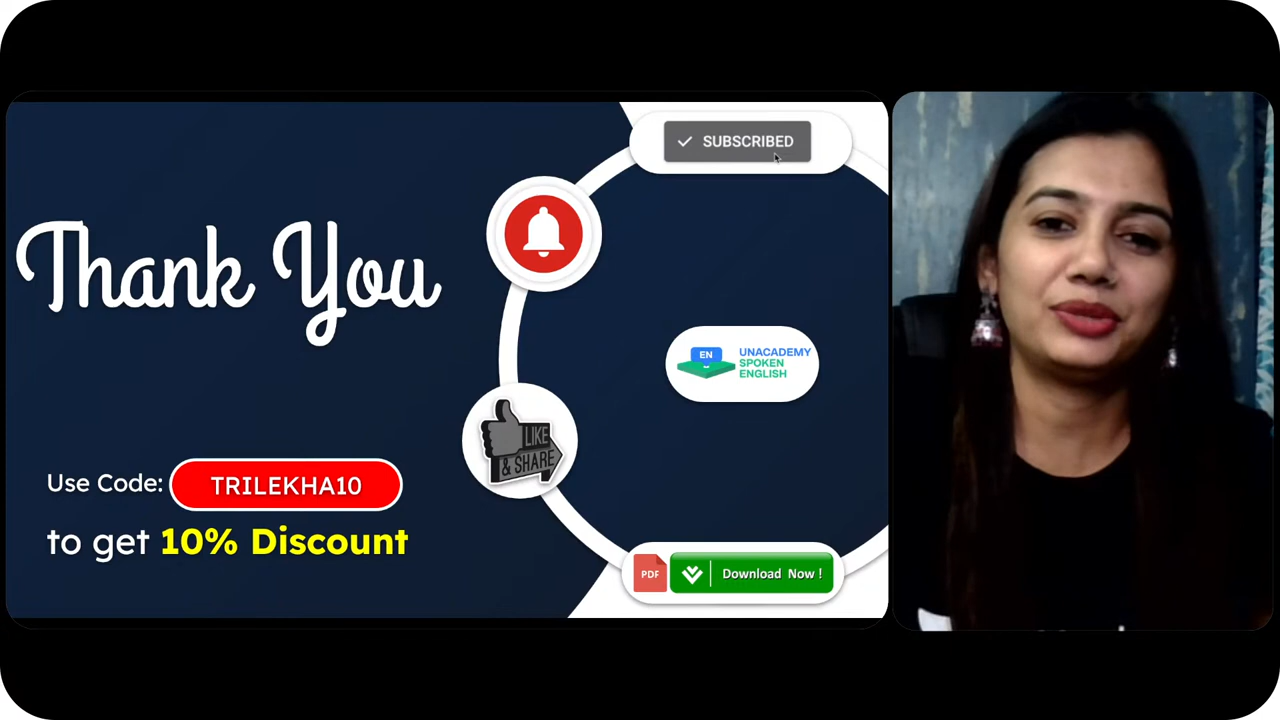 SUBSCRIBED
Thank You
EN
UNACADEMY
SPOKEN
ENGLISH
LIKE
& SHARE
Use Code: TRILEKHA10
to get 10% Discount
PDF
Download Now !